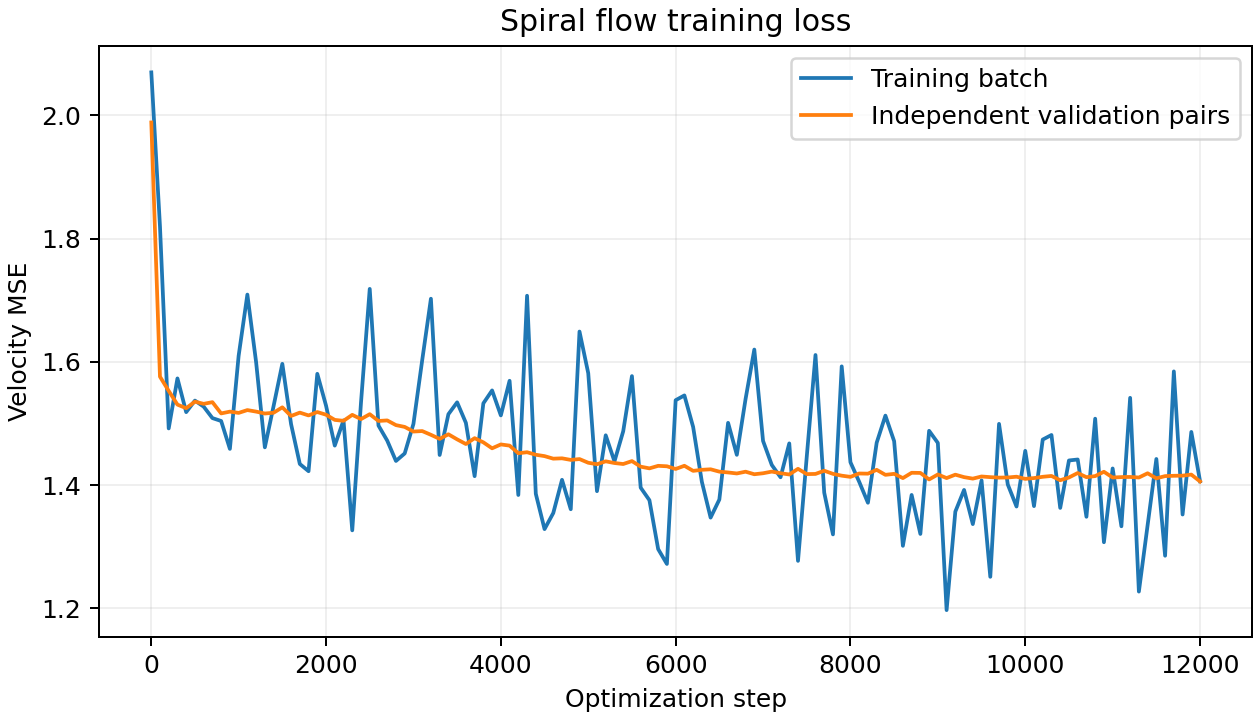 Spiral flow training loss
Training batch
Independent validation pairs
Velocity MSE
2.0
1.8
1.6
1.4
1.2
0 2000 4000 6000 8000 10000 12000
Optimization step